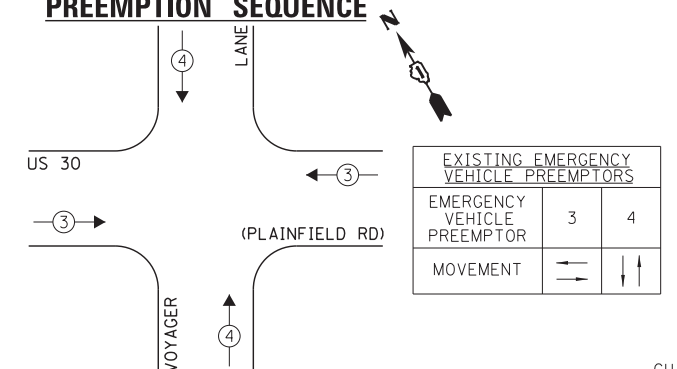 PREEMPTION SEQUENCE
N
LANE
4
US 30
3
3
(PLAINFIELD RD)
VOYAGER
4
EXISTING EMERGENCY
VEHICLE PREEMPTORS
EMERGENCY
VEHICLE
PREEMPTOR
3
4
MOVEMENT